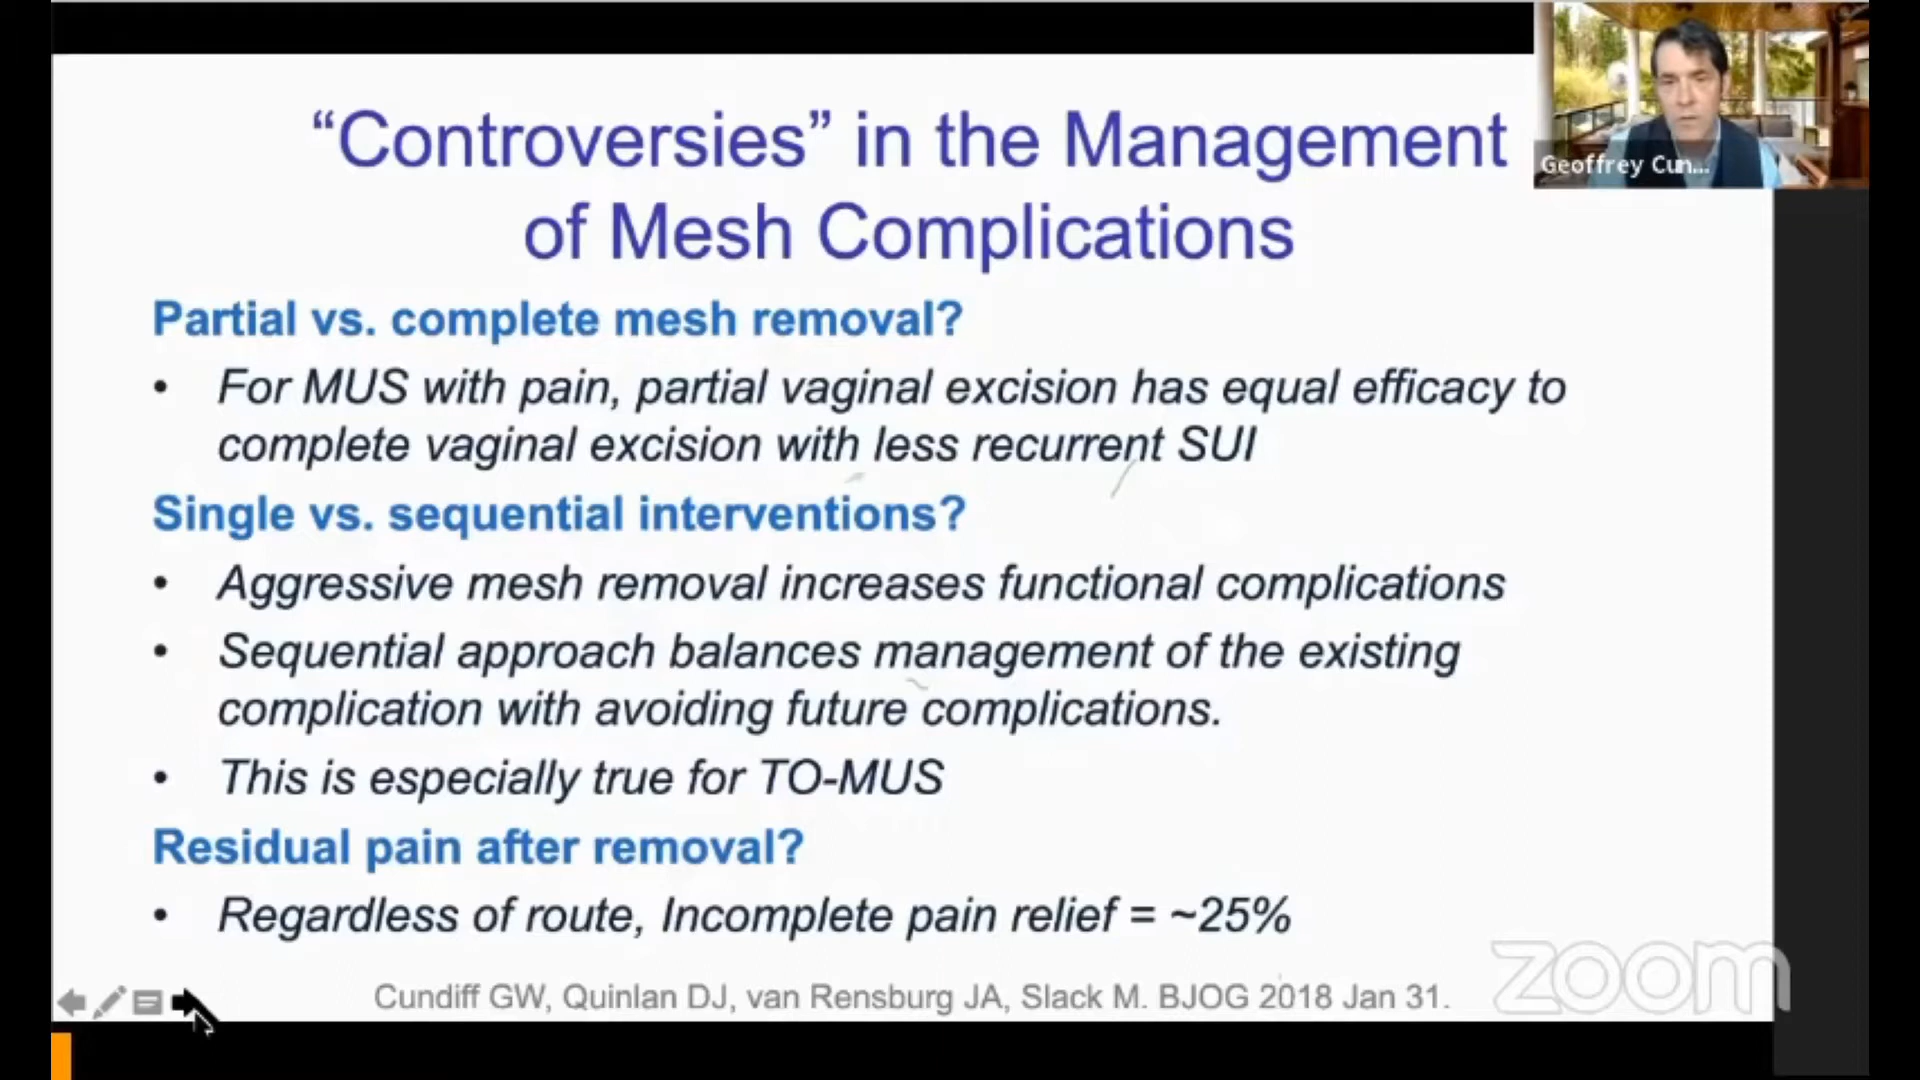 “Controversies” in the Management
of Mesh Complications
Geoffrey Cun...
Partial vs. complete mesh removal?
• For MUS with pain, partial vaginal excision has equal efficacy to
complete vaginal excision with less recurrent SUI
Single vs. sequential interventions?
• Aggressive mesh removal increases functional complications
• Sequential approach balances management of the existing
complication with avoiding future complications.
• This is especially true for TO-MUS
Residual pain after removal?
• Regardless of route, Incomplete pain relief = ~25%
Cundiff GW, Quinlan DJ, van Rensburg JA, Slack M. BJOG 2018 Jan 31.
zoom